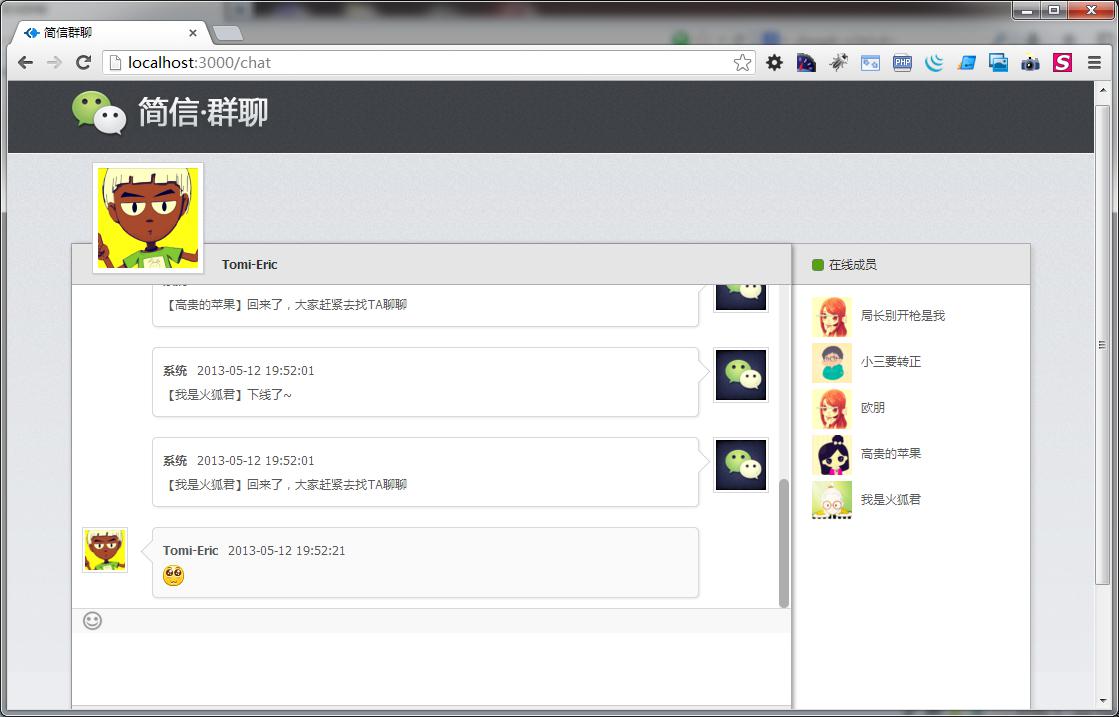 简信群聊
localhost:3000/chat
PHP
S
简信·群聊
Tomi-Eric
【高贵的苹果】回来了，大家赶紧去找TA聊聊
系统 2013-05-12 19:52:01
【我是火狐君】下线了~
系统 2013-05-12 19:52:01
【我是火狐君】回来了，大家赶紧去找TA聊聊
Tomi-Eric 2013-05-12 19:52:21
在线成员
局长别开枪是我
小三要转正
欧朋
高贵的苹果
我是火狐君